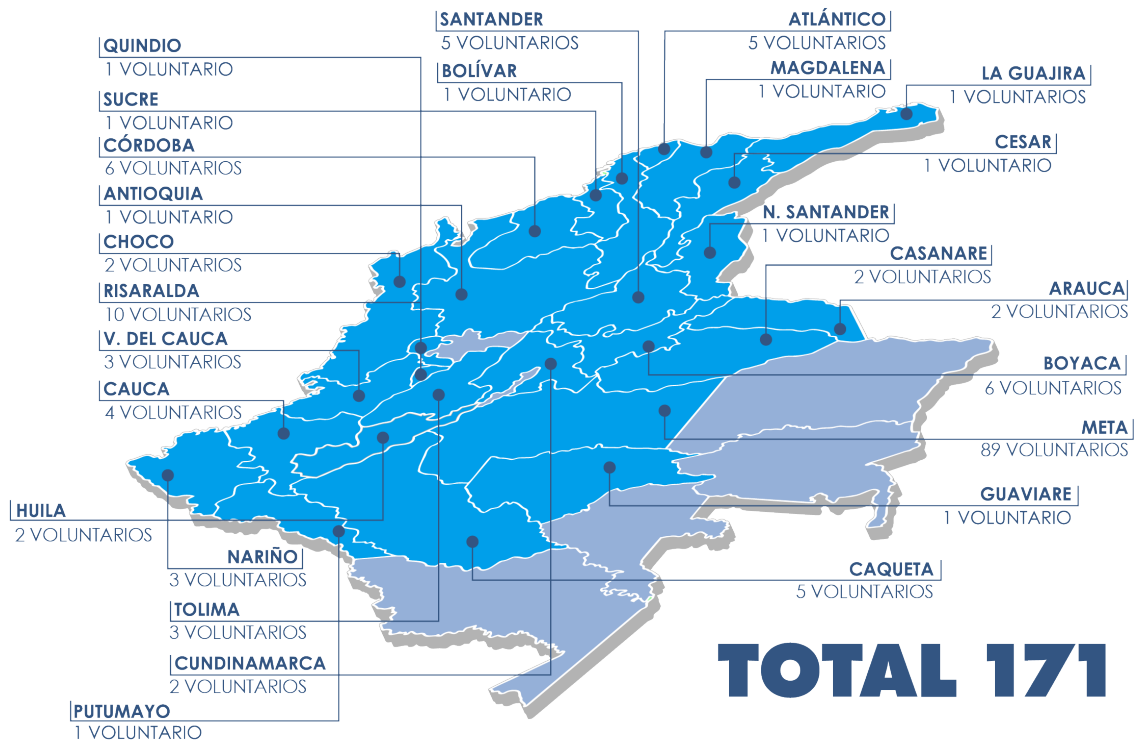 SANTANDER
5 VOLUNTARIOS
ATLÁNTICO
5 VOLUNTARIOS
QUINDIO
1 VOLUNTARIO
BOLÍVAR
1 VOLUNTARIO
MAGDALENA
1 VOLUNTARIO
LA GUAJIRA
1 VOLUNTARIOS
SUCRE
1 VOLUNTARIO
CÓRDOBA
6 VOLUNTARIOS
CESAR
1 VOLUNTARIO
ANTIOQUIA
1 VOLUNTARIO
N. SANTANDER
1 VOLUNTARIO
CHOCO
2 VOLUNTARIOS
CASANARE
2 VOLUNTARIOS
RISARALDA
10 VOLUNTARIOS
ARAUCA
2 VOLUNTARIOS
V. DEL CAUCA
3 VOLUNTARIOS
BOYACA
6 VOLUNTARIOS
CAUCA
4 VOLUNTARIOS
META
89 VOLUNTARIOS
HUILA
2 VOLUNTARIOS
GUAVIARE
1 VOLUNTARIO
NARIÑO
3 VOLUNTARIOS
CAQUETA
5 VOLUNTARIOS
TOLIMA
3 VOLUNTARIOS
CUNDINAMARCA
2 VOLUNTARIOS
PUTUMAYO
1 VOLUNTARIO
TOTAL 171